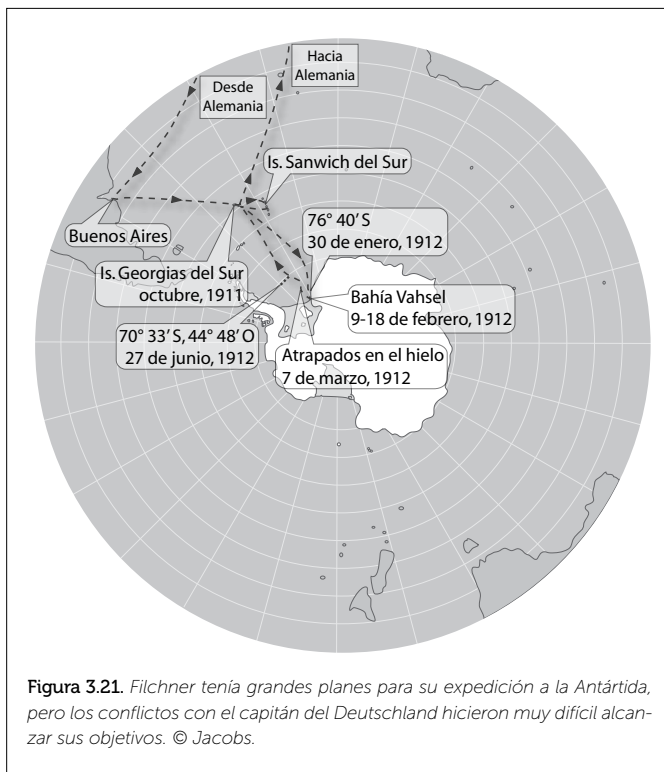 Hacia
Alemania
Desde
Alemania
Is. Sanwich del Sur
Buenos Aires
76° 40′ S
30 de enero, 1912
Is. Georgias del Sur
octubre, 1911
Bahía Vahsel
9-18 de febrero, 1912
70° 33′ S, 44° 48′ O
27 de junio, 1912
Atrapados en el hielo
7 de marzo, 1912
Figura 3.21. Filchner tenía grandes planes para su expedición a la Antártida,
pero los conflictos con el capitán del Deutschland hicieron muy difícil alcan-
zar sus objetivos. © Jacobs.